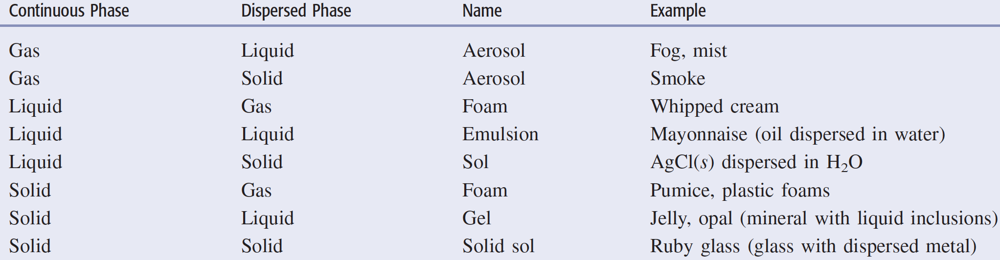 Continuous Phase Dispersed Phase Name Example
Gas Liquid Aerosol Fog, mist
Gas Solid Aerosol Smoke
Liquid Gas Foam Whipped cream
Liquid Liquid Emulsion Mayonnaise (oil dispersed in water)
Liquid Solid Sol AgCl(s) dispersed in H₂O
Solid Gas Foam Pumice, plastic foams
Solid Liquid Gel Jelly, opal (mineral with liquid inclusions)
Solid Solid Solid sol Ruby glass (glass with dispersed metal)